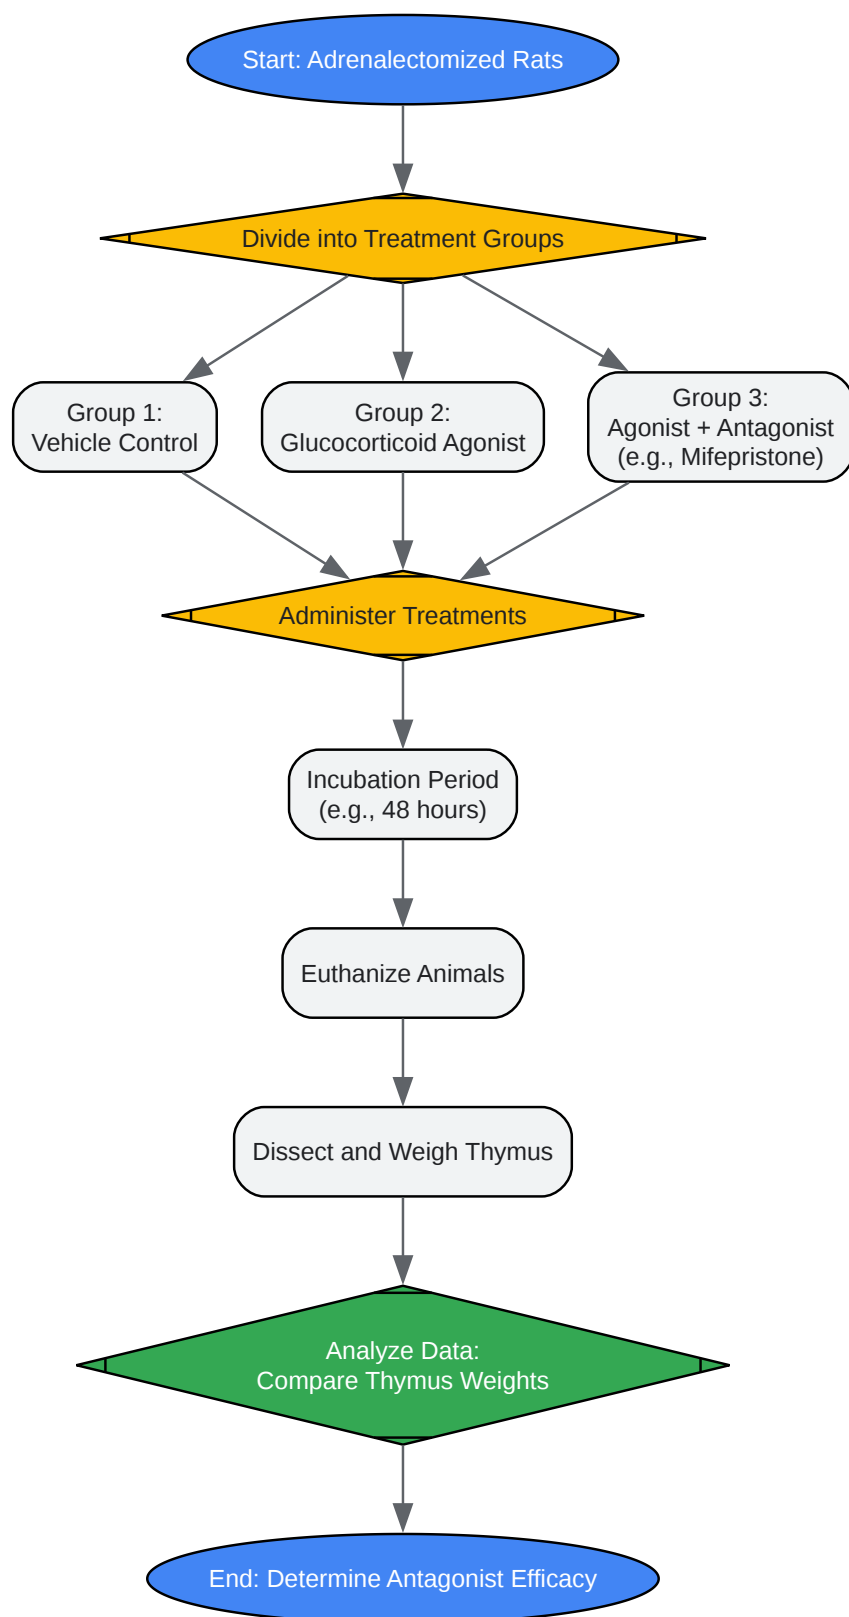 Start: Adrenalectomized Rats
Divide into Treatment Groups
Group 1:
Vehicle Control
Group 2:
Glucocorticoid Agonist
Group 3:
Agonist + Antagonist
(e.g., Mifepristone)
Administer Treatments
Incubation Period
(e.g., 48 hours)
Euthanize Animals
Dissect and Weigh Thymus
Analyze Data:
Compare Thymus Weights
End: Determine Antagonist Efficacy